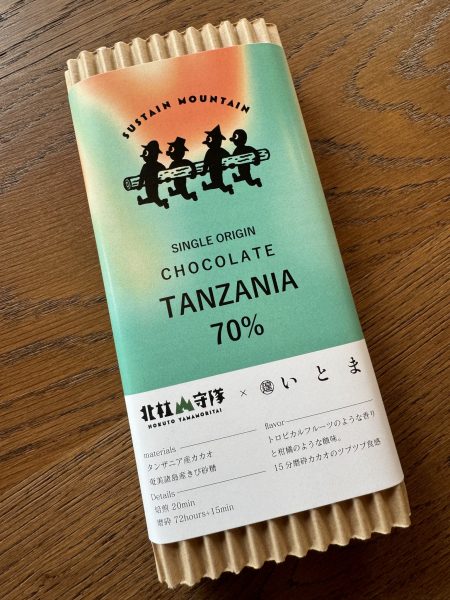 SUSTAIN MOUNTAIN
SINGLE ORIGIN
CHOCOLATE
TANZANIA
70%
北杜山守隊 × いとま
HOKUTO YAMAMORITAI
materials
タンザニア産カカオ
奄美諸島産きび砂糖
Details
焙煎 20min
磨砕 72hours+15min
flavor
トロピカルフルーツのような香り
と柑橘のような酸味。
15分磨砕カカオのツブツブ食感